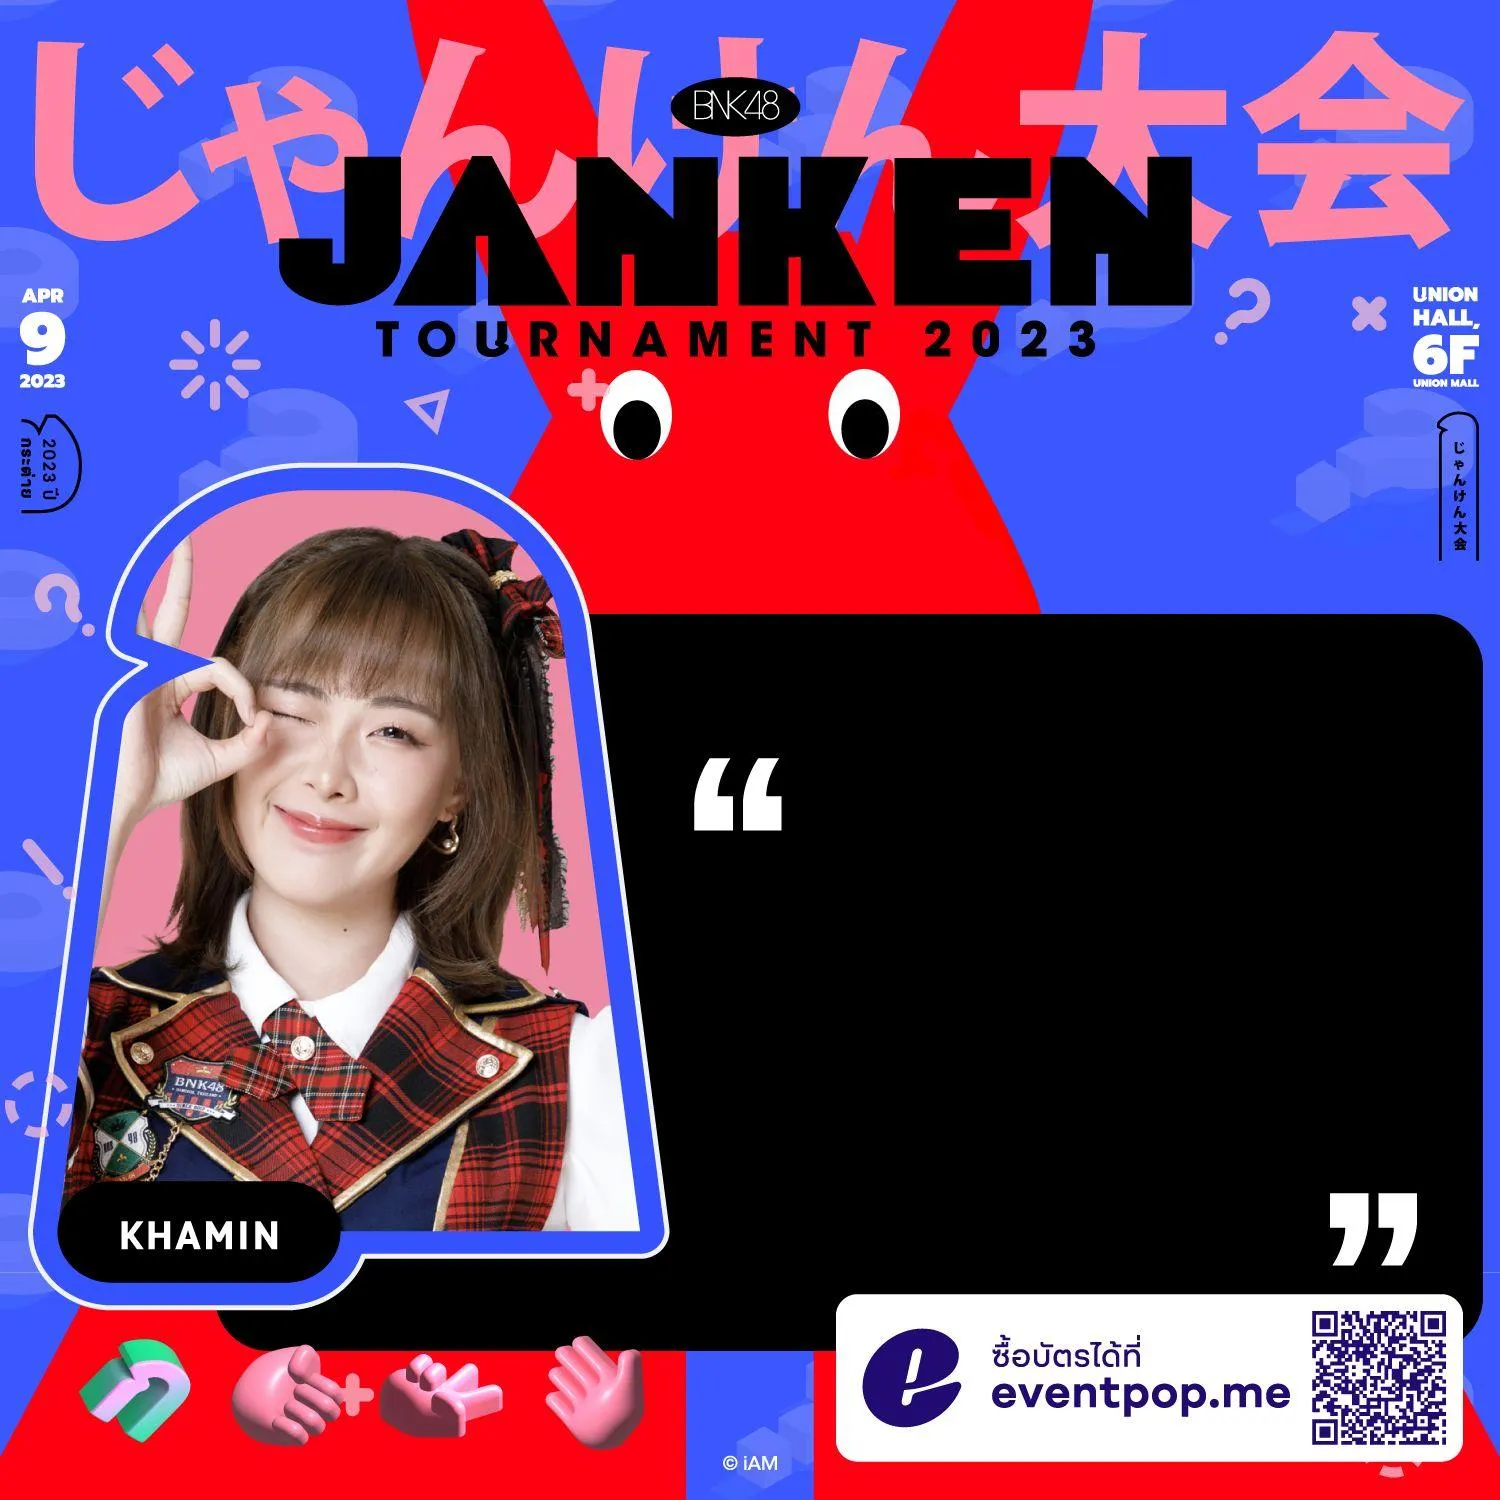 じゃんけん大会
BNK48
JANKEN
TOURNAMENT 2023
APR
9
2023
2023 ปี
กระต่าย
UNION
HALL,
6F
UNION MALL
じゃんけん大会
“
BNK48
KHAMIN
”
ซื้อบัตรได้ที่
eventpop.me
© iAM